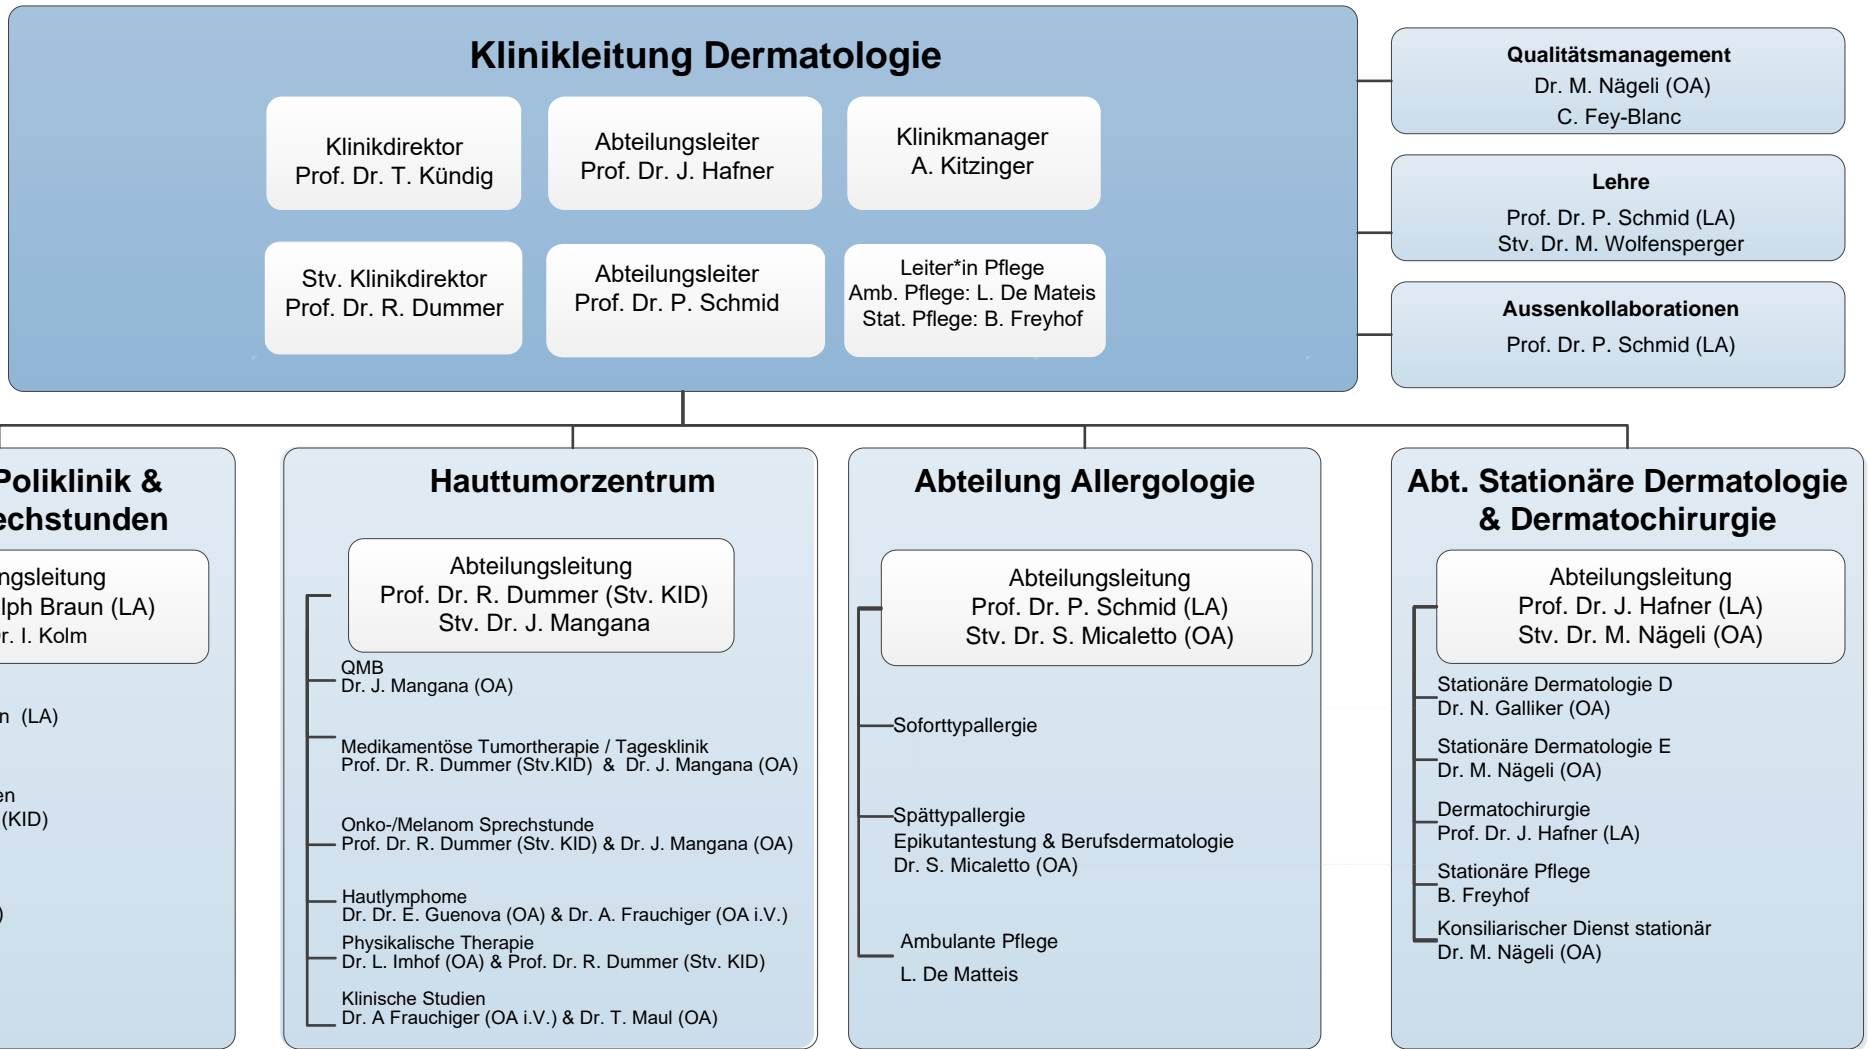 Klinikleitung Dermatologie
Klinikdirektor
Prof. Dr. T. Kündig
Abteilungsleiter
Prof. Dr. J. Hafner
Klinikmanager
A. Kitzinger
Stv. Klinikdirektor
Prof. Dr. R. Dummer
Abteilungsleiter
Prof. Dr. P. Schmid
Leiter*in Pflege
Amb. Pflege: L. De Mateis
Stat. Pflege: B. Freyhof
Qualitätsmanagement
Dr. M. Nägeli (OA)
C. Fey-Blanc
Lehre
Prof. Dr. P. Schmid (LA)
Stv. Dr. M. Wolfensperger
Aussenkollaborationen
Prof. Dr. P. Schmid (LA)
Poliklinik &
echstunden
ngsleitung
lph Braun (LA)
r. I. Kolm
n (LA)
en
(KID)
)
Hauttumorzentrum
Abteilungsleitung
Prof. Dr. R. Dummer (Stv. KID)
Stv. Dr. J. Mangana
QMB
Dr. J. Mangana (OA)
Medikamentöse Tumortherapie / Tagesklinik
Prof. Dr. R. Dummer (Stv.KID) & Dr. J. Mangana (OA)
Onko-/Melanom Sprechstunde
Prof. Dr. R. Dummer (Stv. KID) & Dr. J. Mangana (OA)
Hautlymphome
Dr. Dr. E. Guenova (OA) & Dr. A. Frauchiger (OA i.V.)
Physikalische Therapie
Dr. L. Imhof (OA) & Prof. Dr. R. Dummer (Stv. KID)
Klinische Studien
Dr. A Frauchiger (OA i.V.) & Dr. T. Maul (OA)
Abteilung Allergologie
Abteilungsleitung
Prof. Dr. P. Schmid (LA)
Stv. Dr. S. Micaletto (OA)
Soforttypallergie
Spättypallergie
Epikutantestung & Berufsdermatologie
Dr. S. Micaletto (OA)
Ambulante Pflege
L. De Matteis
Abt. Stationäre Dermatologie
& Dermatochirurgie
Abteilungsleitung
Prof. Dr. J. Hafner (LA)
Stv. Dr. M. Nägeli (OA)
Stationäre Dermatologie D
Dr. N. Galliker (OA)
Stationäre Dermatologie E
Dr. M. Nägeli (OA)
Dermatochirurgie
Prof. Dr. J. Hafner (LA)
Stationäre Pflege
B. Freyhof
Konsiliarischer Dienst stationär
Dr. M. Nägeli (OA)